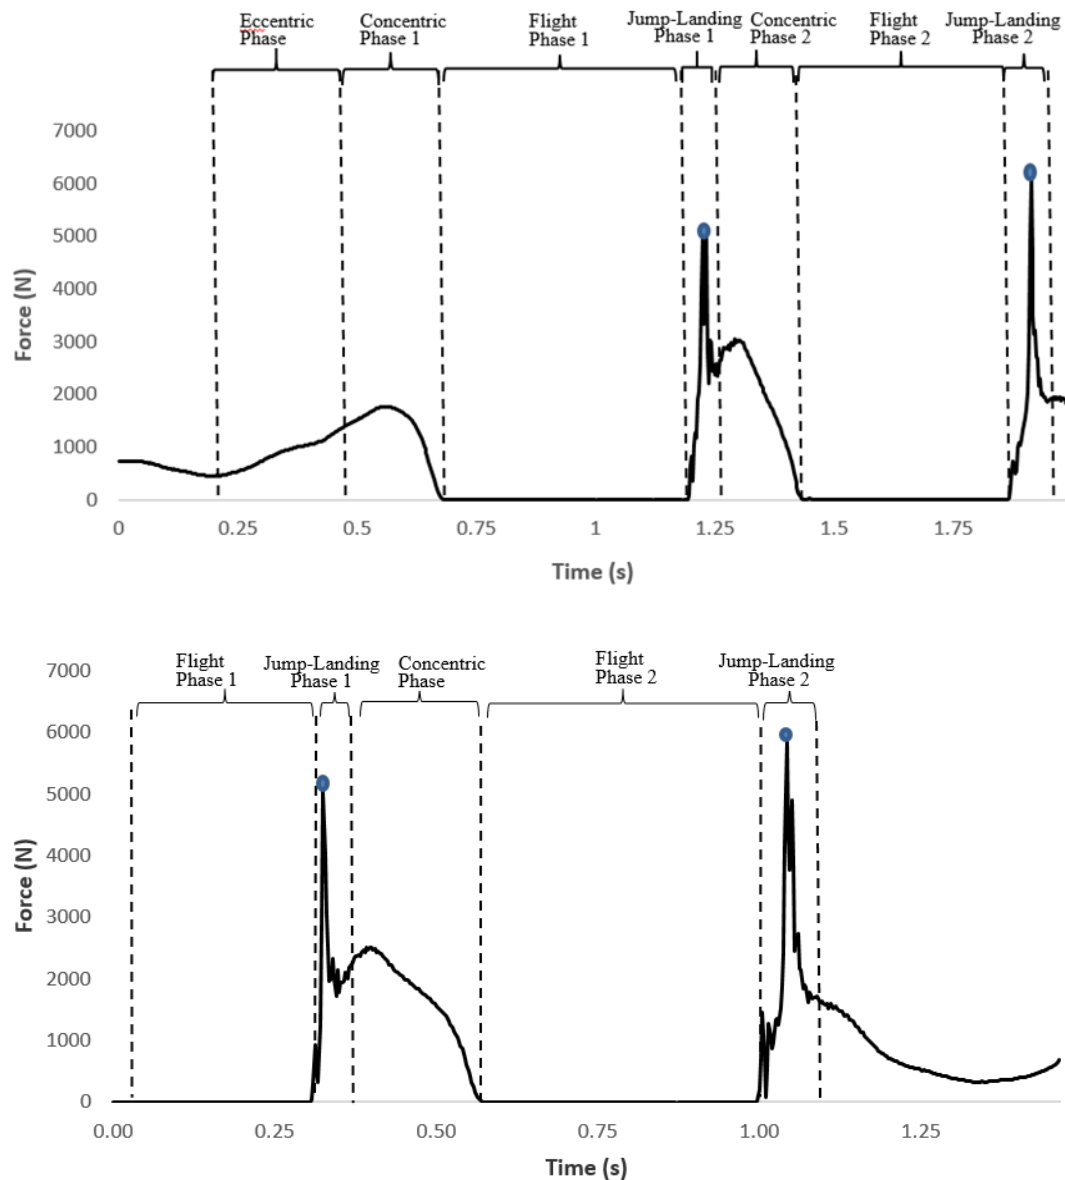 Eccentric Concentric Flight Jump-Landing Concentric Flight Jump-Landing
Phase Phase 1 Phase 1 Phase 1 Phase 2 Phase 2 Phase 2
7000
6000
5000
4000
3000
2000
1000
0
Force (N)
0 0.25 0.5 0.75 1 1.25 1.5 1.75
Time (s)
Flight Jump-Landing Concentric Flight Jump-Landing
Phase 1 Phase 1 Phase Phase 2 Phase 2
7000
6000
5000
4000
3000
2000
1000
0
Force (N)
0.00 0.25 0.50 0.75 1.00 1.25
Time (s)